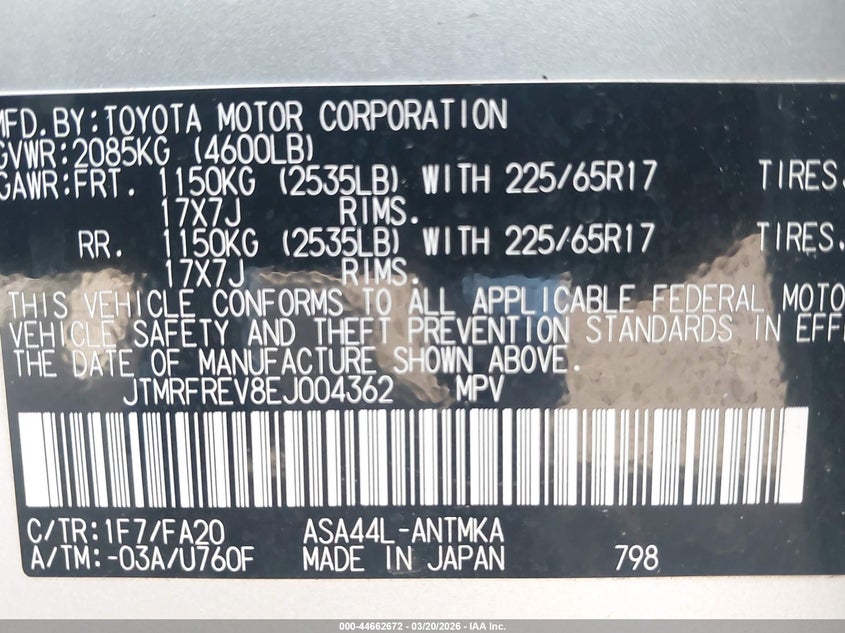 MFD.BY:TOYOTA MOTOR CORPORATION
GVWR:2085KG (4600LB)
GAWR:FRT. 1150KG (2535LB) WITH 225/65R17 TIRES.
17X7J RIMS.
RR. 1150KG (2535LB) WITH 225/65R17 TIRES.
17X7J RIMS.
THIS VEHICLE CONFORMS TO ALL APPLICABLE FEDERAL MOTO
VEHICLE SAFETY AND THEFT PREVENTION STANDARDS IN EFFE
THE DATE OF MANUFACTURE SHOWN ABOVE.
JTMRFREV8EJ004362 MPV
C/TR:1F7/FA20 ASA44L-ANTMKA
A/TM:-03A/U760F MADE IN JAPAN 798
000-44662672 - 03/20/2026 - IAA Inc.